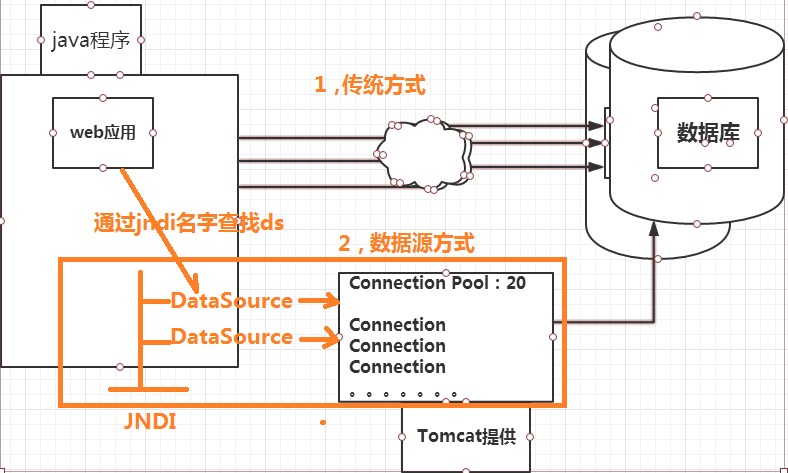 java程序
1,传统方式
web应用
数据库
通过jndi名字查找ds
2,数据源方式
Connection Pool：20
DataSource
DataSource
Connection
Connection
Connection
。。。。。。。
JNDI
Tomcat提供